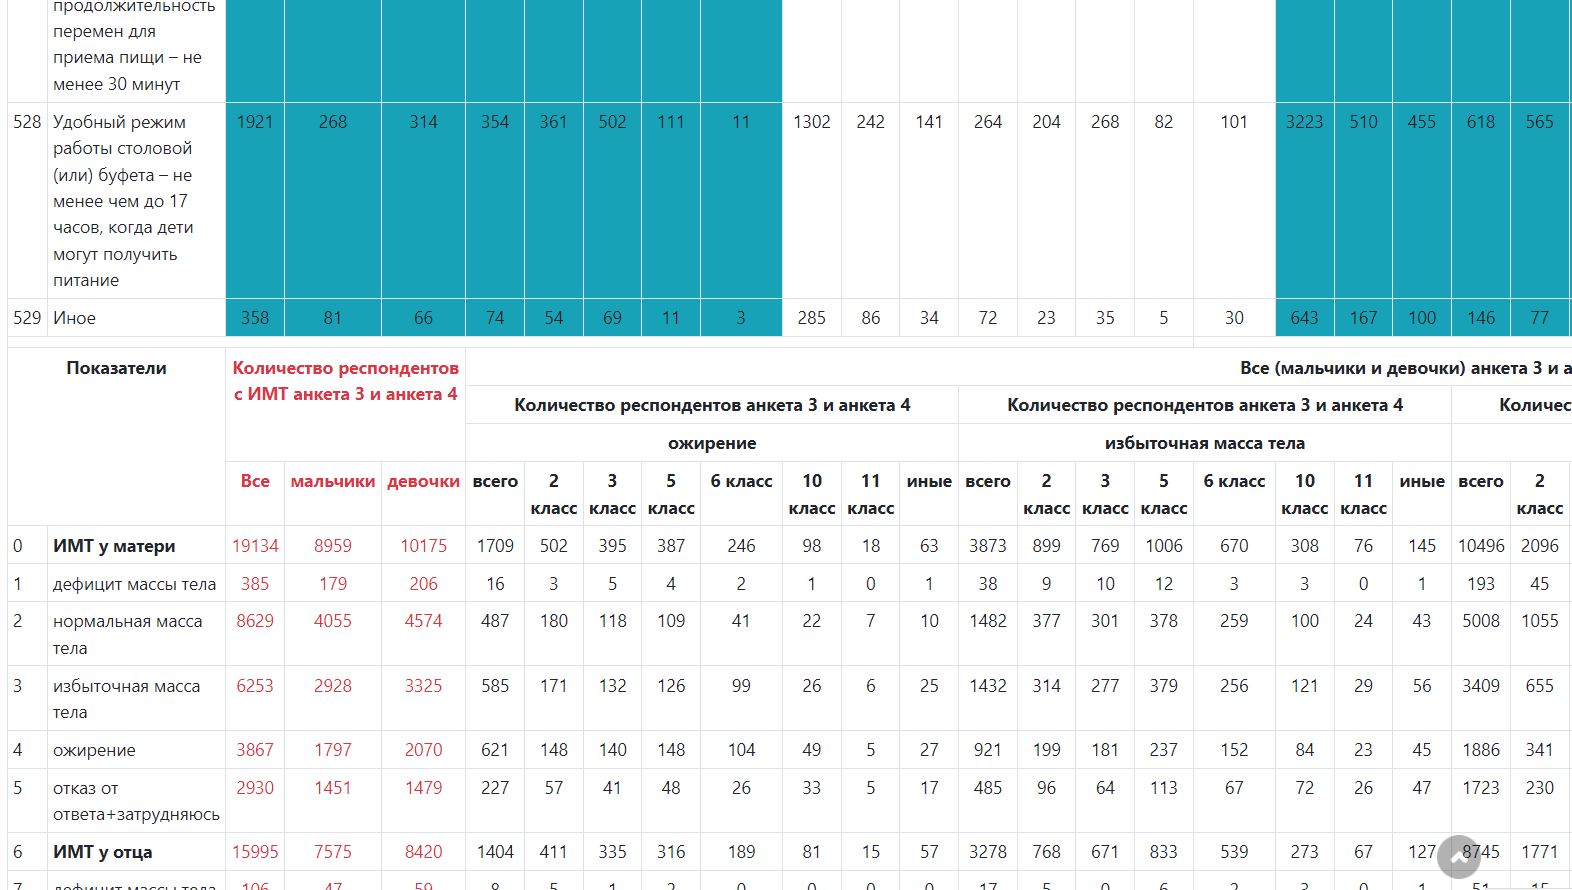 продолжительность
перемен для
приема пищи – не
менее 30 минут
528 Удобный режим 1921 268 314 354 361 502 111 11 1302 242 141 264 204 268 82 101 3223 510 455 618 565
работы столовой
(или) буфета – не
менее чем до 17
часов, когда дети
могут получить
питание
529 Иное 358 81 66 74 54 69 11 3 285 86 34 72 23 35 5 30 643 167 100 146 77
Показатели Количество респондентов Все (мальчики и девочки) анкета 3 и а
с ИМТ анкета 3 и анкета 4
Количество респондентов анкета 3 и анкета 4 Количество респондентов анкета 3 и анкета 4 Количес
ожирение избыточная масса тела
Все мальчики девочки всего 2 3 5 6 класс 10 11 иные всего 2 3 5 6 класс 10 11 иные всего 2
класс класс класс класс класс класс класс класс класс класс класс
0 ИМТ у матери 19134 8959 10175 1709 502 395 387 246 98 18 63 3873 899 769 1006 670 308 76 145 10496 2096
1 дефицит массы тела 385 179 206 16 3 5 4 2 1 0 1 38 9 10 12 3 3 0 1 193 45
2 нормальная масса 8629 4055 4574 487 180 118 109 41 22 7 10 1482 377 301 378 259 100 24 43 5008 1055
тела
3 избыточная масса 6253 2928 3325 585 171 132 126 99 26 6 25 1432 314 277 379 256 121 29 56 3409 655
тела
4 ожирение 3867 1797 2070 621 148 140 148 104 49 5 27 921 199 181 237 152 84 23 45 1886 341
5 отказ от 2930 1451 1479 227 57 41 48 26 33 5 17 485 96 64 113 67 72 26 47 1723 230
ответа+затрудняюсь
6 ИМТ у отца 15995 7575 8420 1404 411 335 316 189 81 15 57 3278 768 671 833 539 273 67 127 8745 1771
7 дефицит массы тела 106 47 59 8 5 1 2 0 0 0 0 17 5 0 6 2 3 0 1 51 15